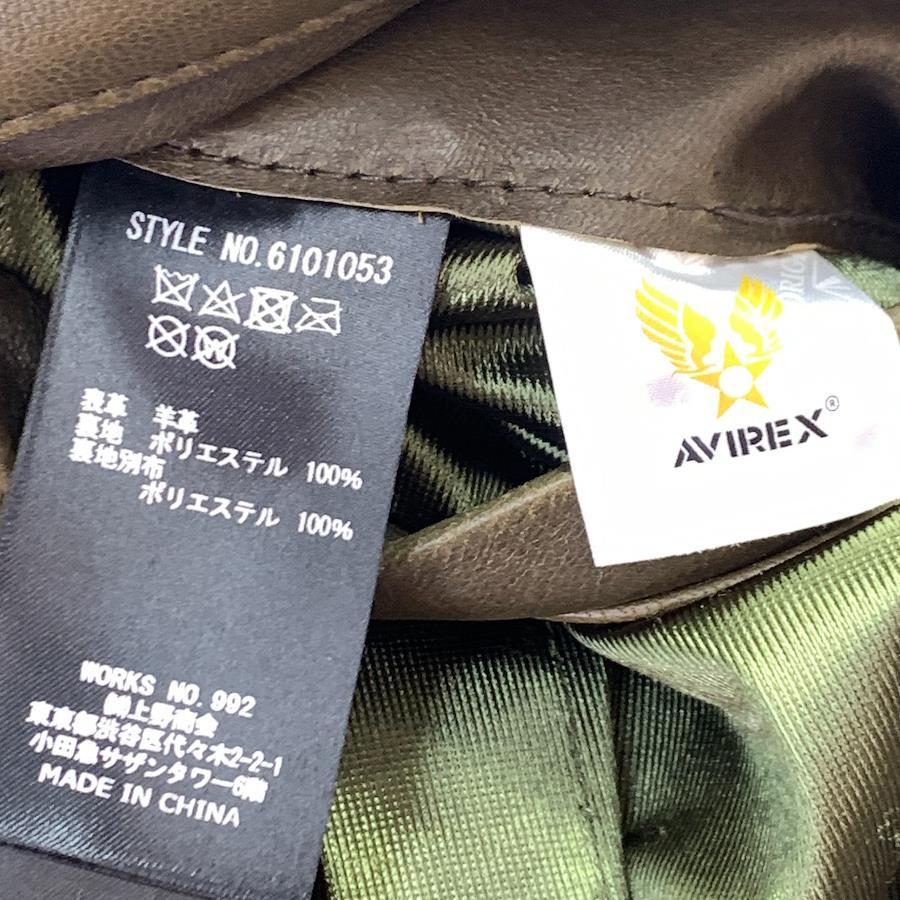 STYLE NO.6101053
表革 羊革
裏地 ポリエステル 100%
裏地別布
ポリエステル 100%
WORKS NO.992
㈱上野商会
東京都渋谷区代々木2-2-1
小田急サザンタワー6階
MADE IN CHINA
AVIREX®